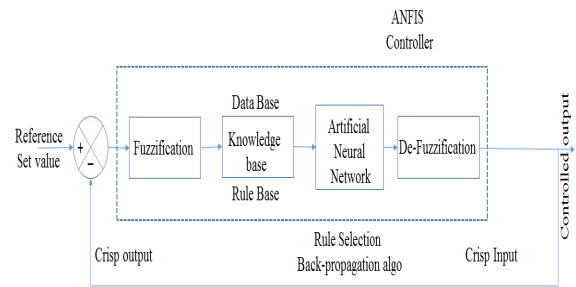 ANFIS
Controller
Data Base
Reference
Set value
+
−
Fuzzification
Knowledge
base
Artificial
Neural
Network
De-Fuzzification
Rule Base
Controlled output
Rule Selection
Back-propagation algo
Crisp output
Crisp Input